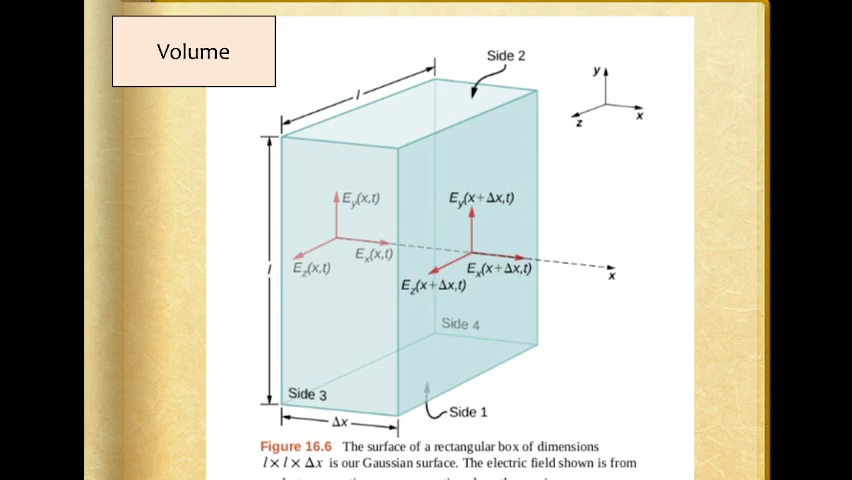 Volume
Side 2
l
y
x
z
E_y(x,t)
E_y(x+Δx,t)
E_x(x,t)
E_z(x,t)
E_x(x+Δx,t)
E_z(x+Δx,t)
x
l
Side 4
Side 3
Side 1
Δx
Figure 16.6 The surface of a rectangular box of dimensions
l × l × Δx is our Gaussian surface. The electric field shown is from